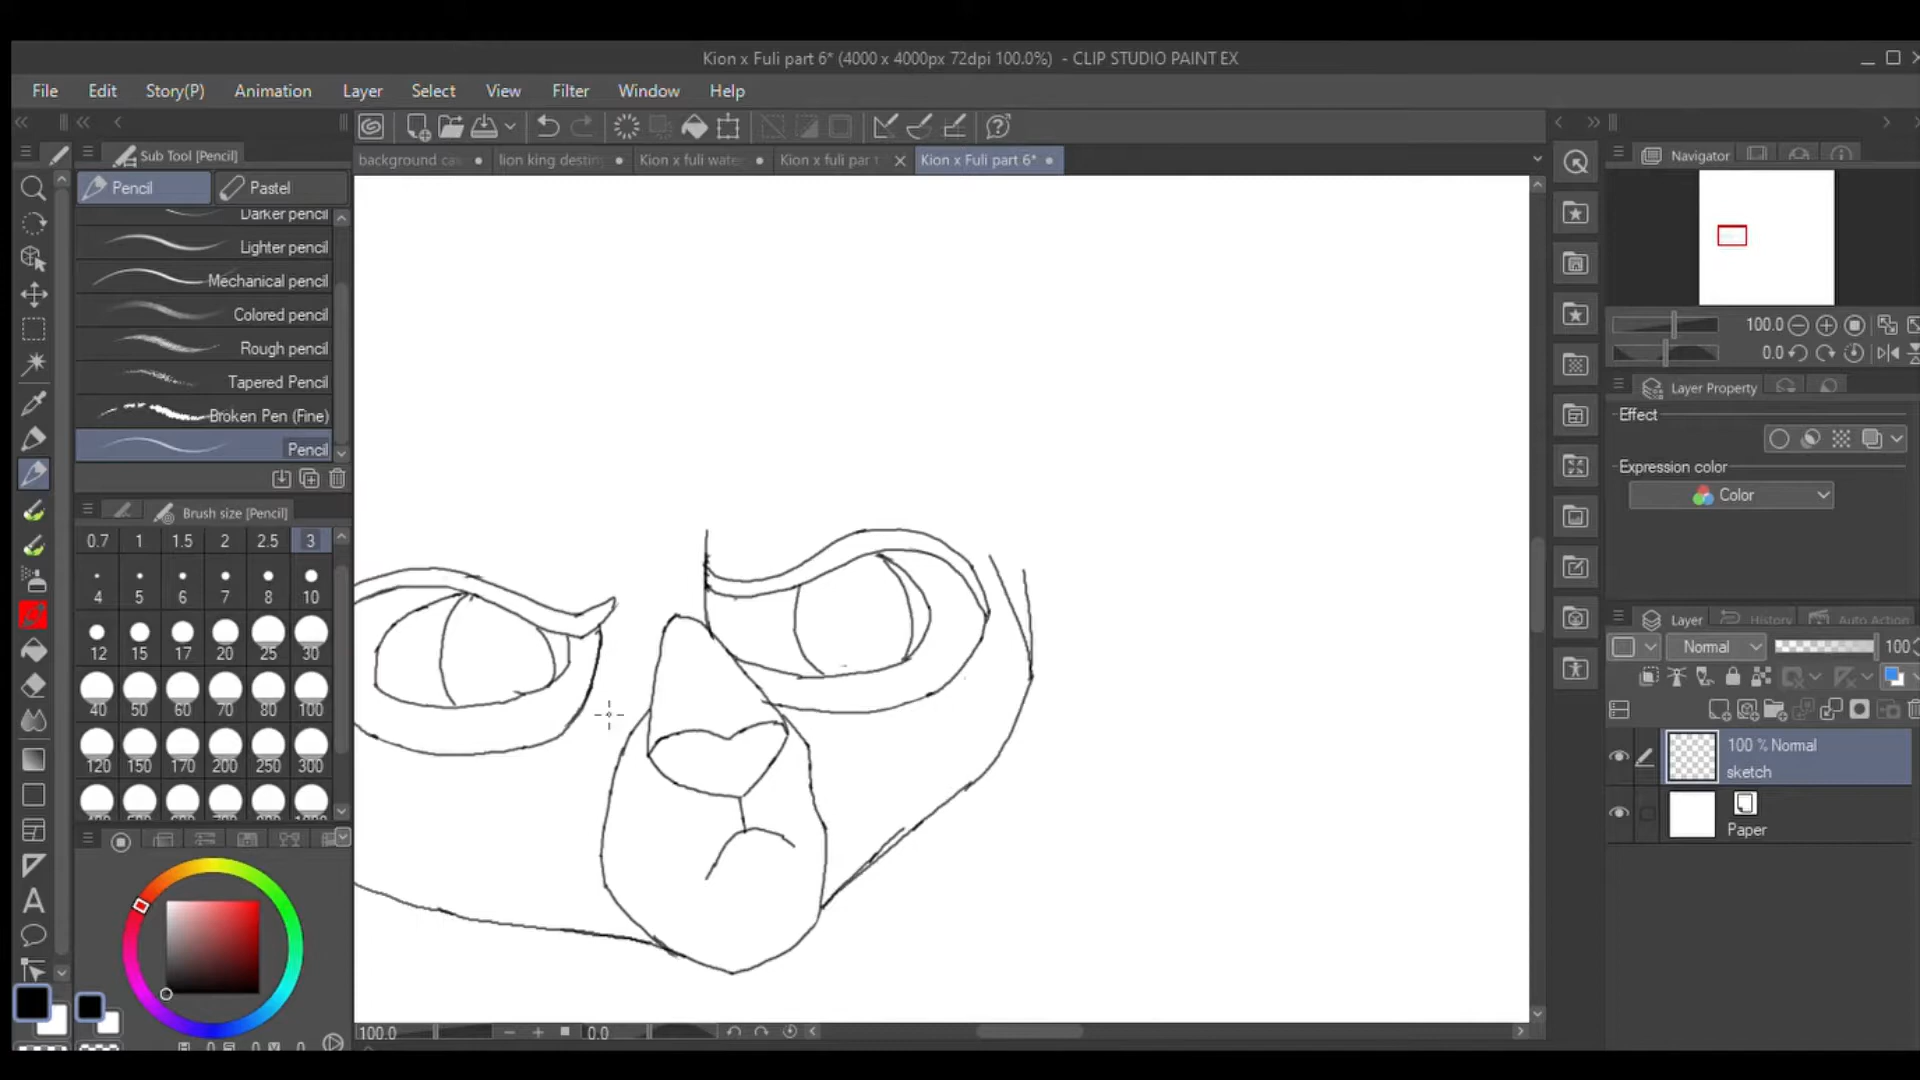 Kion x Fuli part 6* (4000 x 4000px 72dpi 100.0%) - CLIP STUDIO PAINT EX
File Edit Story(P) Animation Layer Select View Filter Window Help
Sub Tool [Pencil]
background ca
lion king destiny
Kion x fuli water
Kion x fuli par
Kion x Fuli part 6*
Navigator
Pencil Pastel
Darker pencil
Lighter pencil
Mechanical pencil
Colored pencil
Rough pencil
Tapered Pencil
Broken Pen (Fine)
Pencil
100.0
0.0
Layer Property
Effect
Expression color
Color
Brush size [Pencil]
0.7 1 1.5 2 2.5 3
4 5 6 7 8 10
12 15 17 20 25 30
40 50 60 70 80 100
120 150 170 200 250 300
Layer History Auto Action
Normal 100
100 % Normal
sketch
Paper
A
100.0 0.0